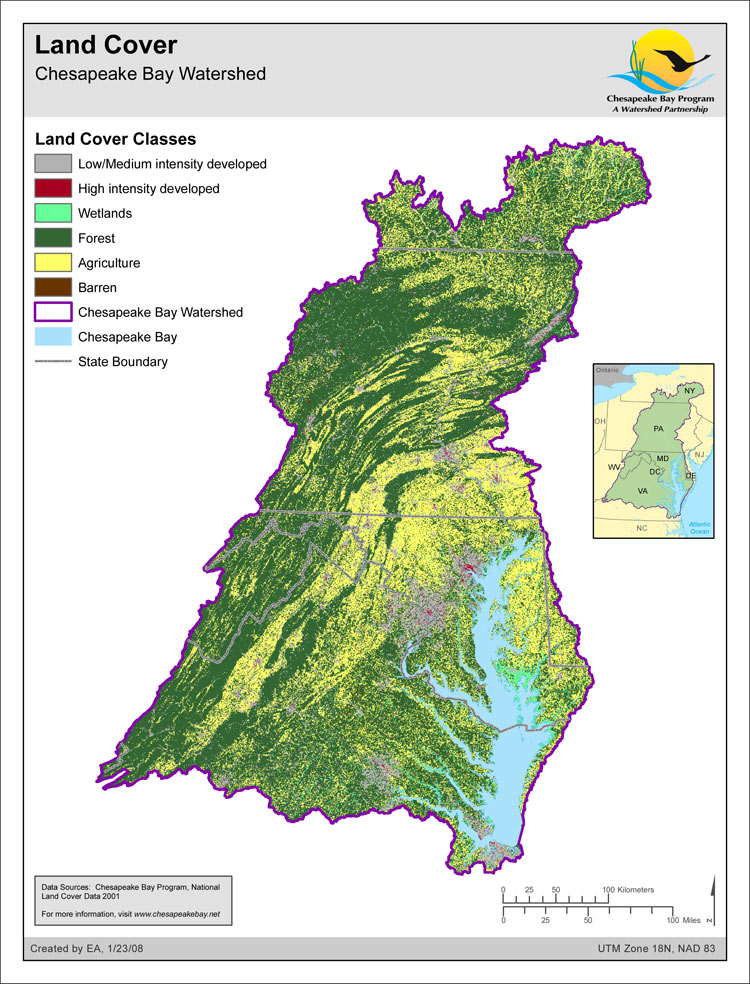 Land Cover
Chesapeake Bay Watershed
Chesapeake Bay Program
A Watershed Partnership
Land Cover Classes
Low/Medium intensity developed
High intensity developed
Wetlands
Forest
Agriculture
Barren
Chesapeake Bay Watershed
Chesapeake Bay
State Boundary
Ontario
NY
OH
PA
NJ
MD
WV
DC
DE
VA
NC
Atlantic
Ocean
Data Sources: Chesapeake Bay Program, National
Land Cover Data 2001
For more information, visit www.chesapeakebay.net
0 25 50 100 Kilometers
0 25 50 100 Miles
N
Created by EA, 1/23/08
UTM Zone 18N, NAD 83